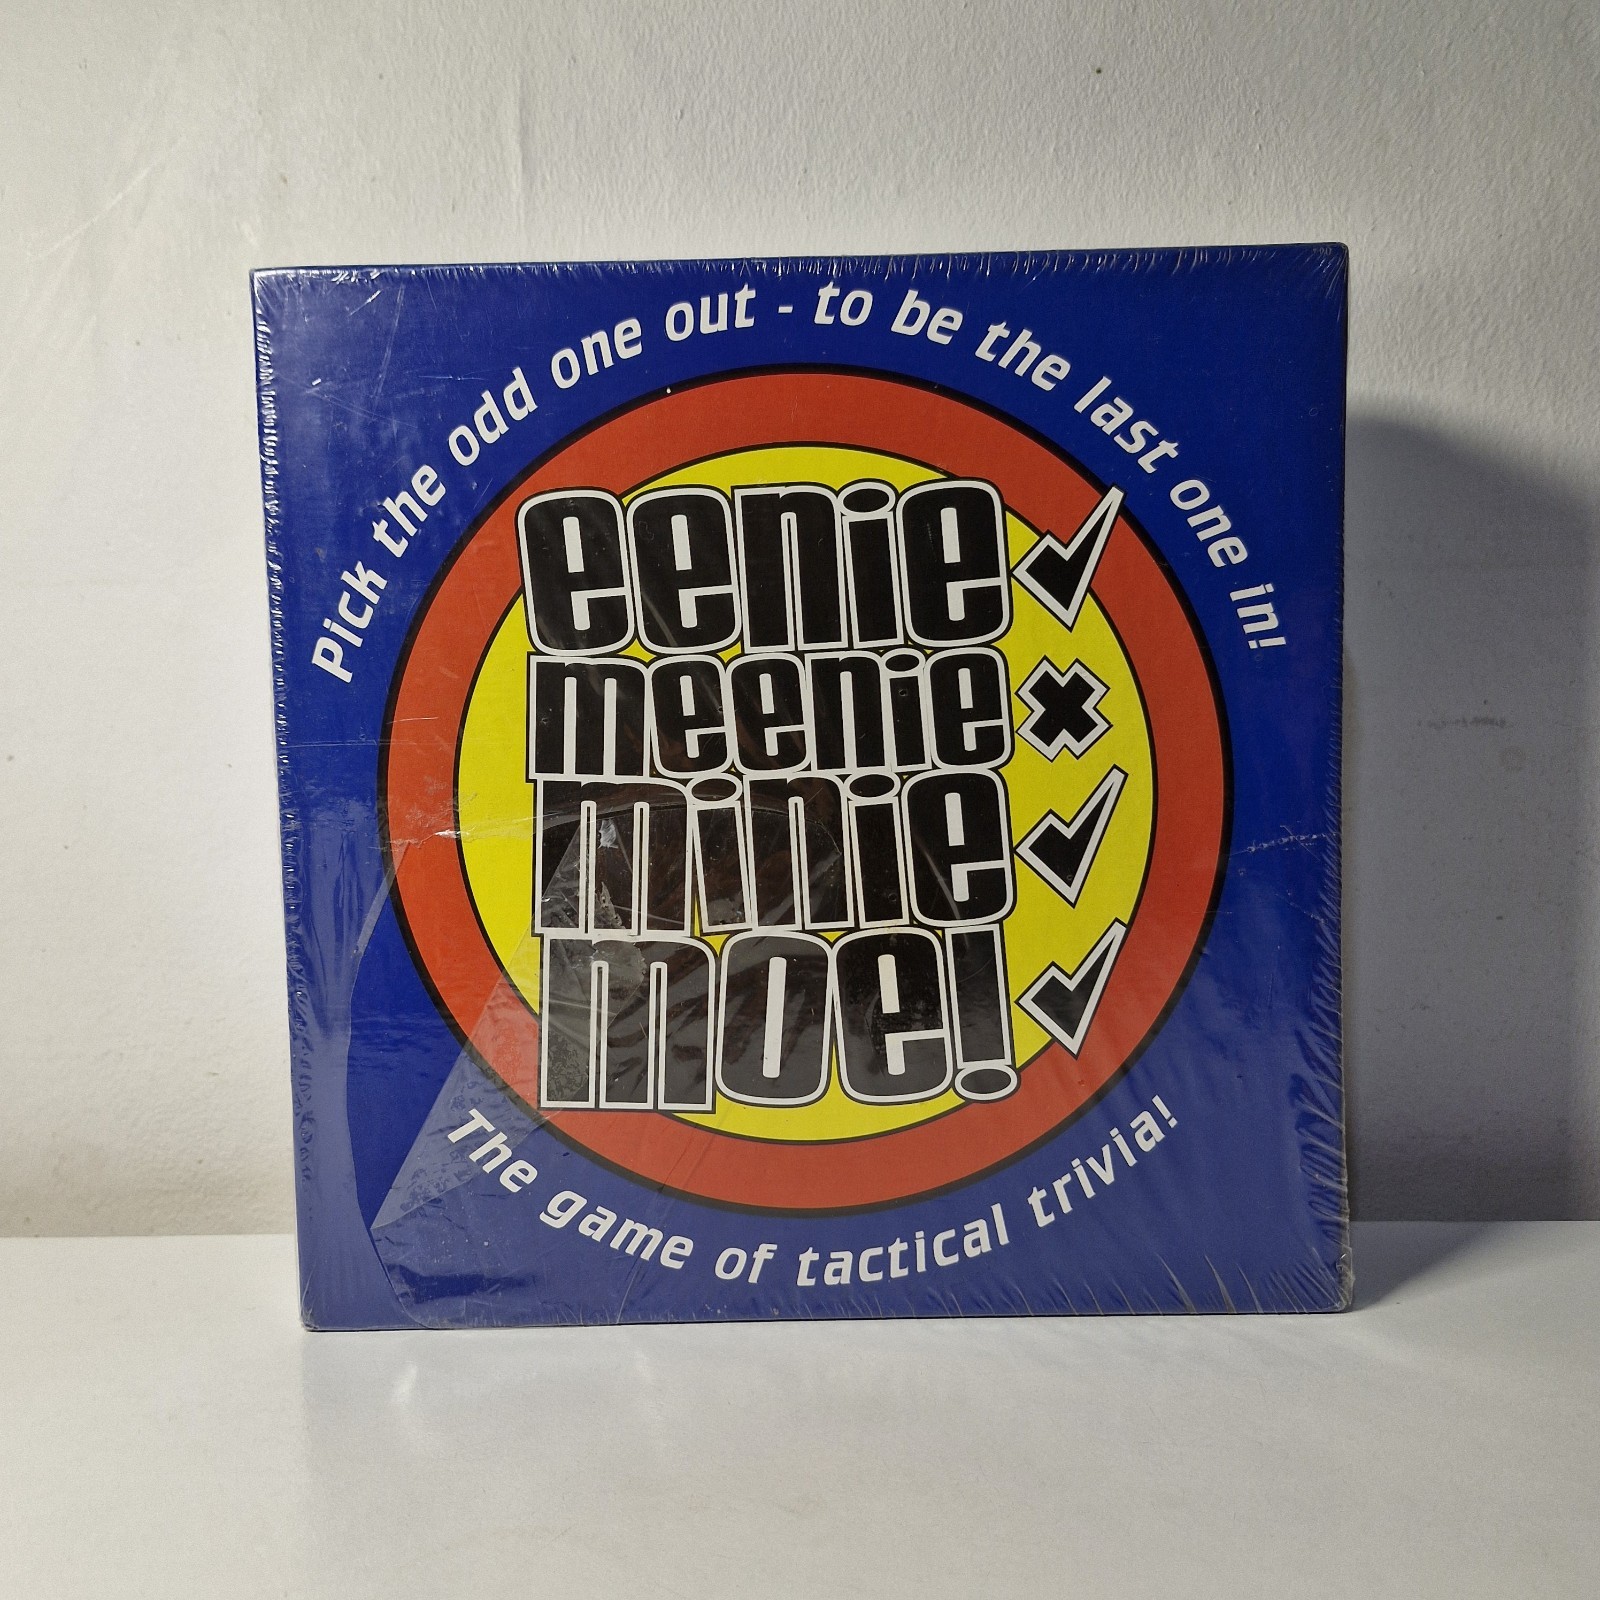 Pick the odd one out - to be the last one in!
eenie
meenie
minie
moe!
The game of tactical trivia!